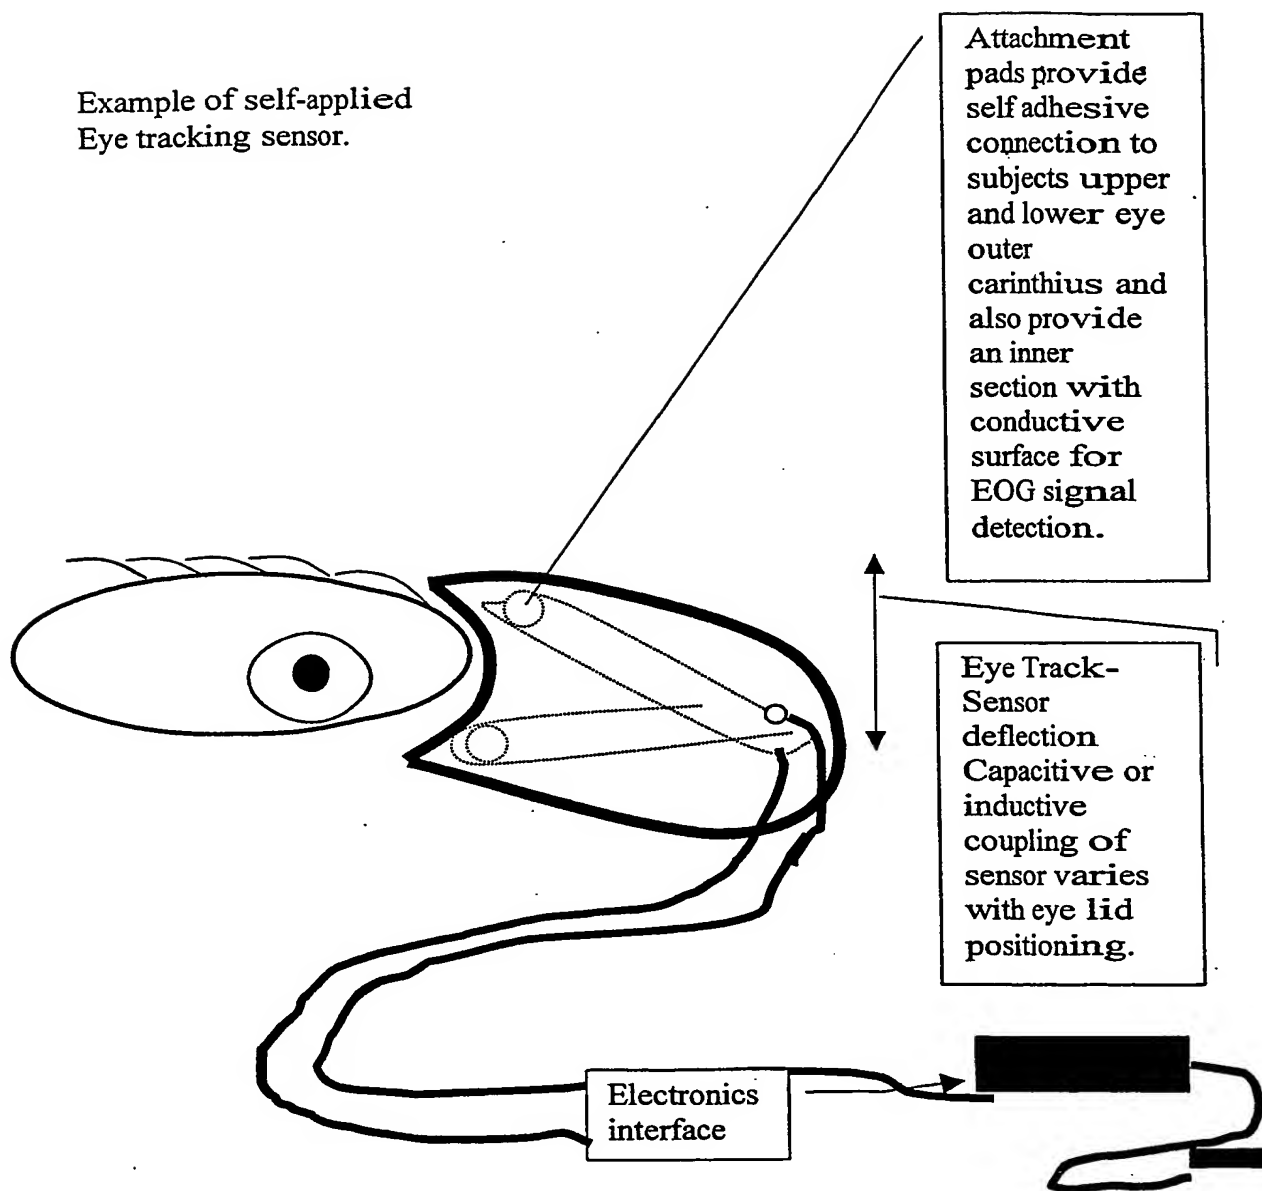 Example of self-applied
Eye tracking sensor.
Attachment
pads provide
self adhesive
connection to
subjects upper
and lower eye
outer
carinthius and
also provide
an inner
section with
conductive
surface for
EOG signal
detection.
Eye Track-
Sensor
deflection
Capacitive or
inductive
coupling of
sensor varies
with eye lid
positioning.
Electronics
interface